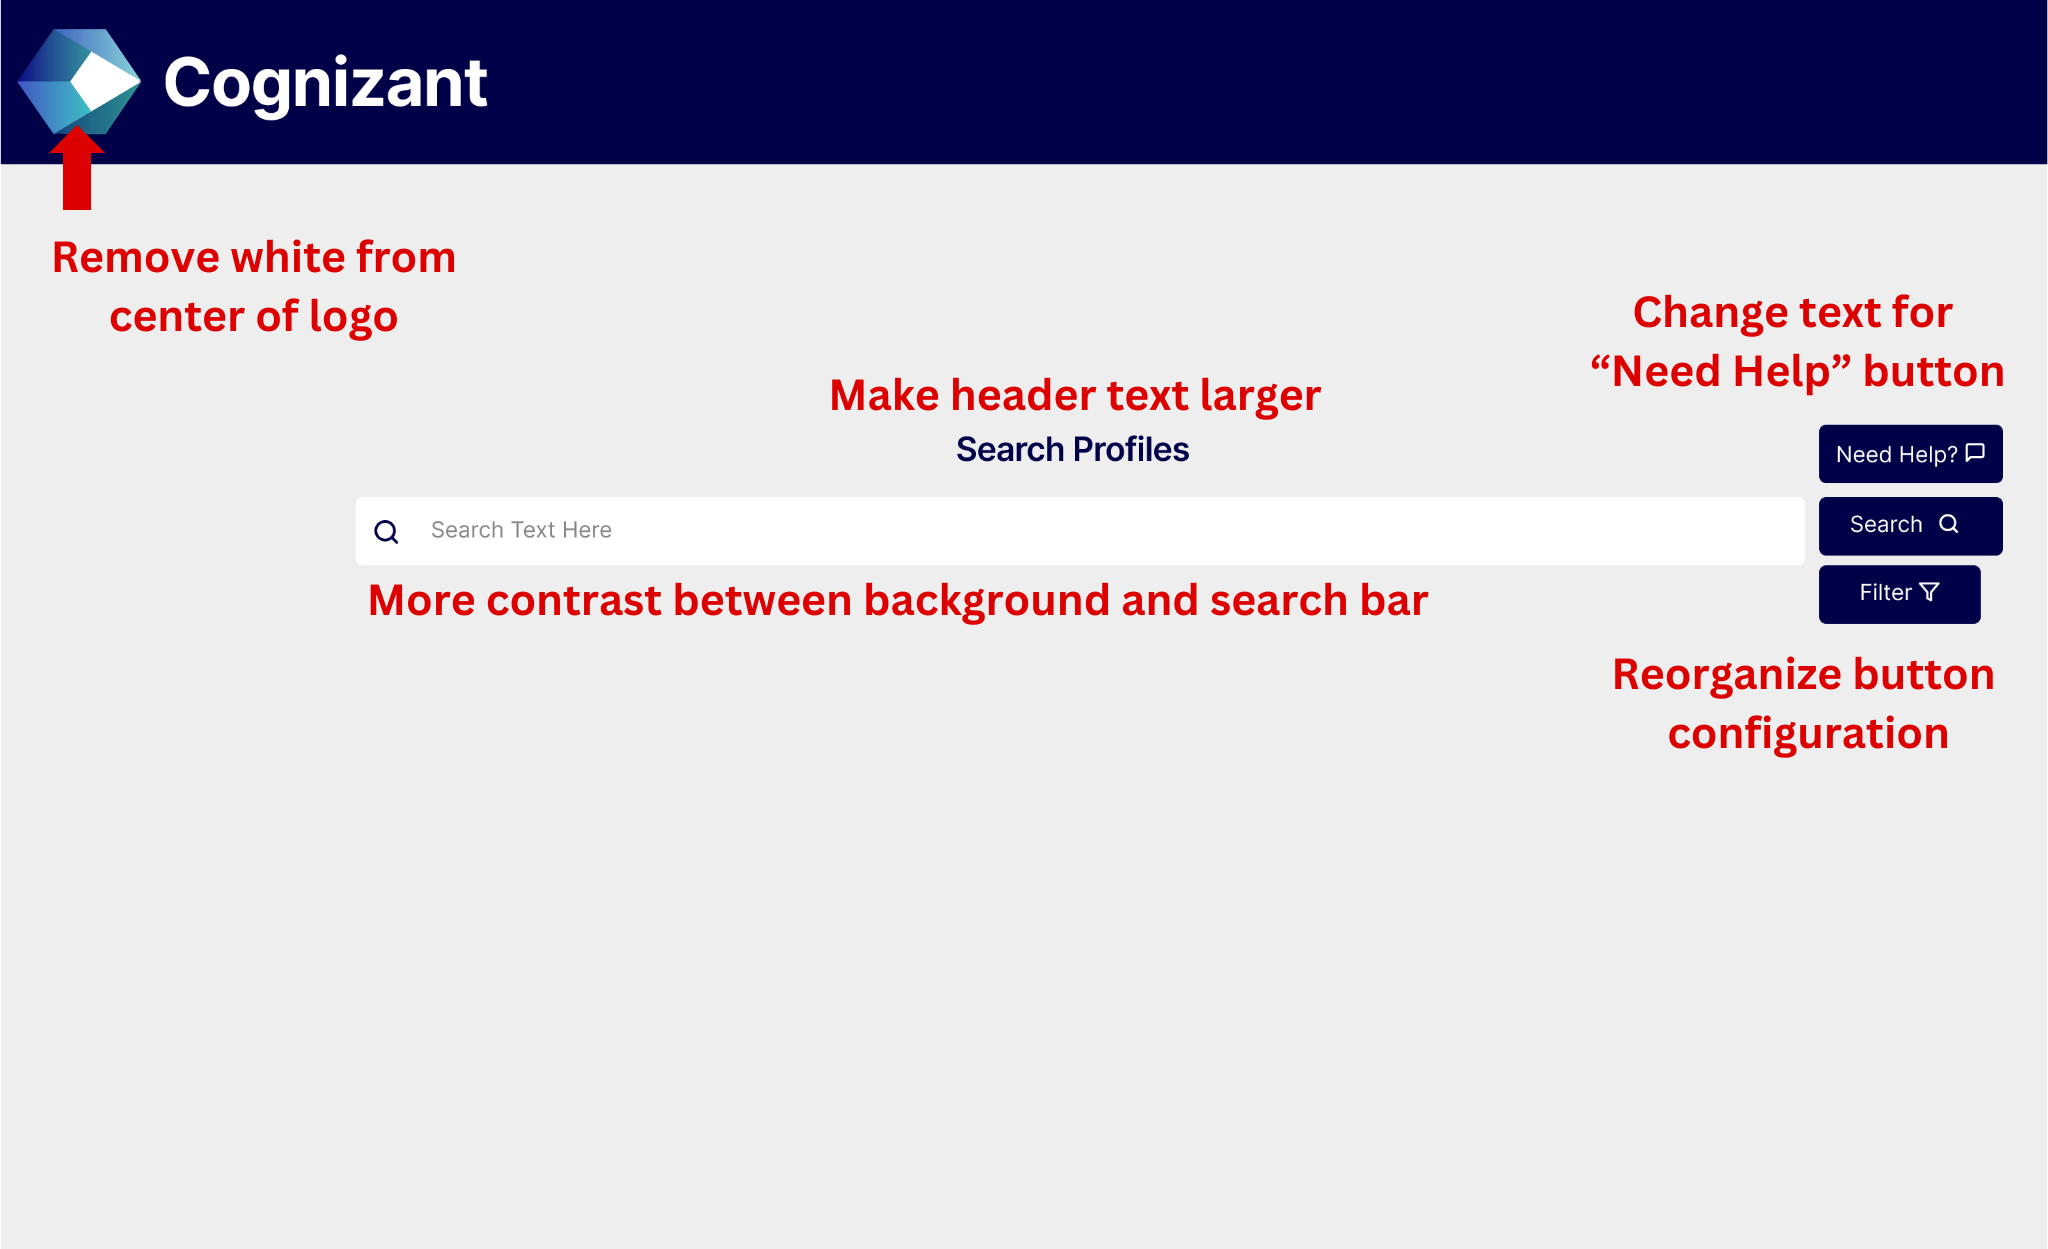 Cognizant
Remove white from
center of logo
Change text for
“Need Help” button
Make header text larger
Search Profiles
Need Help?
Search Text Here
Search
More contrast between background and search bar
Filter
Reorganize button
configuration